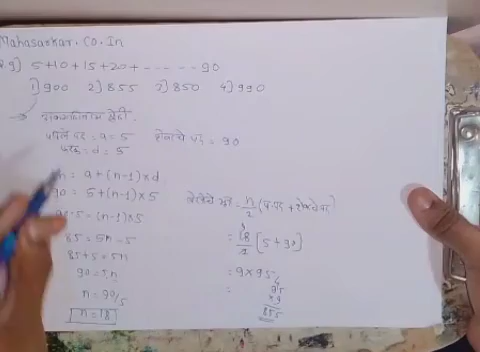 Mahasarkar.Co.In
9) 5+10+15+20+ - - - - - - 90
1) 900 2) 855 3) 850 4) 990
पहिले पद = a = 5 शेवटचे पद = 90
फरक = d = 5
= a + (n-1) × d
90 = 5 + (n-1) × 5
90-5 = (n-1) × 5
85 = 5n - 5
85+5 = 5n
90 = 5n
n = 90/5
n = 18
= n/2 (प.पद + शेवटचे पद)
= 18/2 [5 + 90]
= 9 × 95
=
95
×9
855